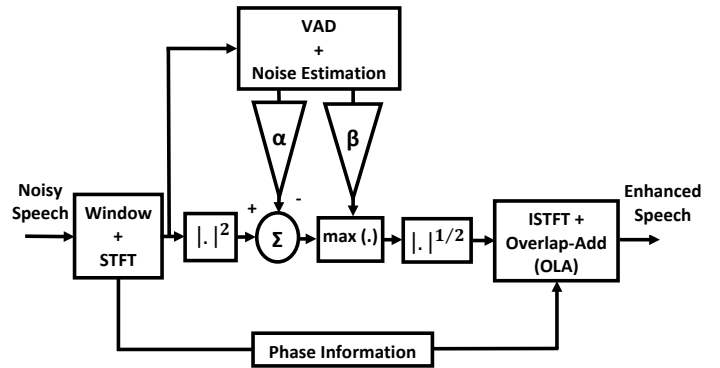 VAD
+
Noise Estimation
α
β
Noisy
Speech
Window
+
STFT
|.|²
+
-
Σ
max (.)
|.|^{1/2}
ISTFT +
Overlap-Add
(OLA)
Enhanced
Speech
Phase Information